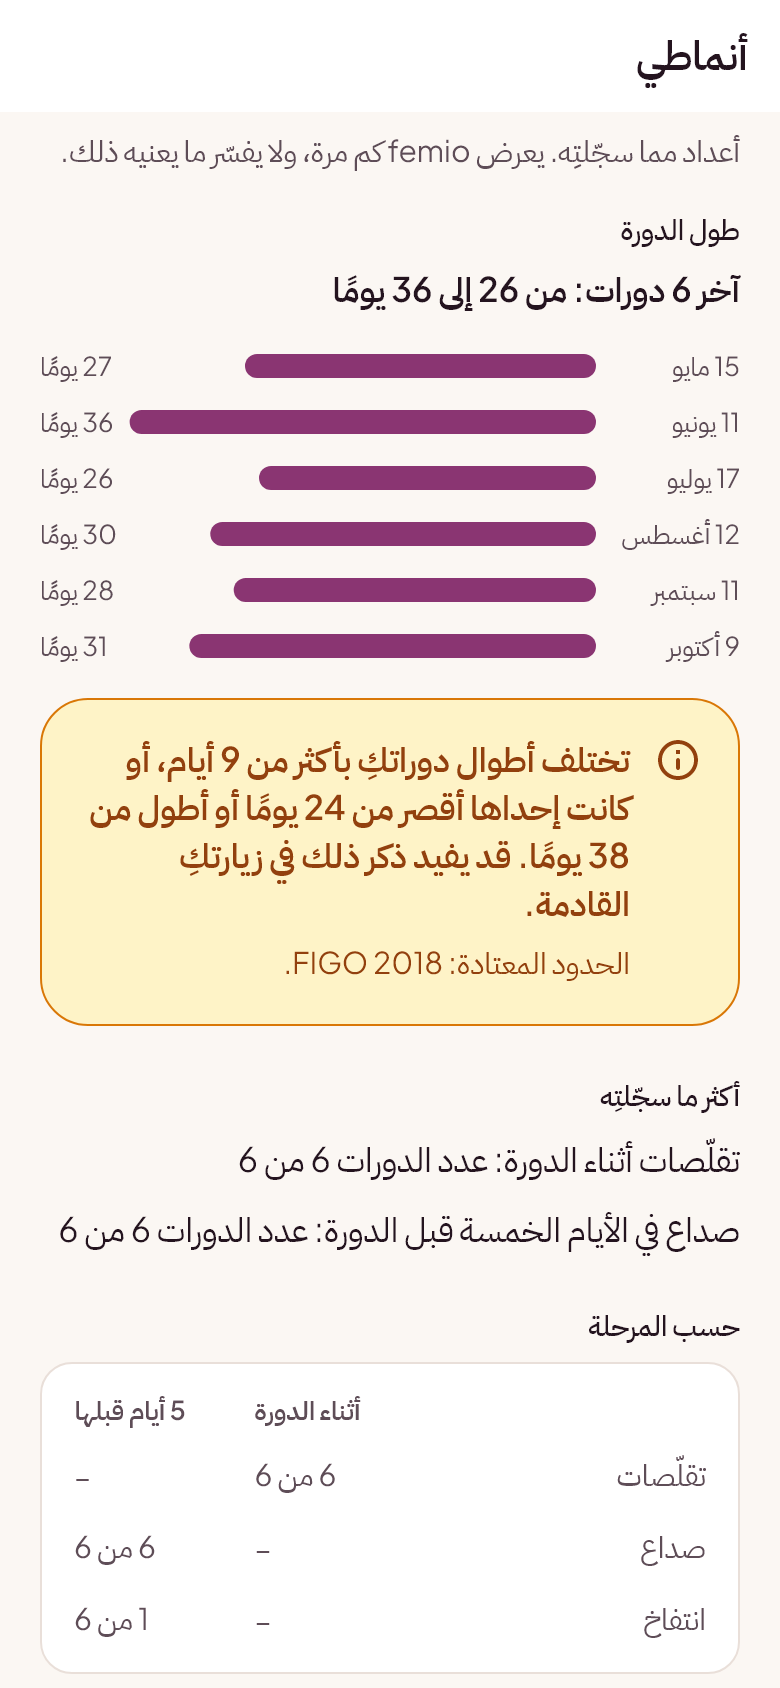 أنماطي
أعداد مما سجّلتِه. يعرض femio كم مرة، ولا يفسّر ما يعنيه ذلك.
طول الدورة
آخر 6 دورات: من 26 إلى 36 يومًا
15 مايو 27 يومًا
11 يونيو 36 يومًا
17 يوليو 26 يومًا
12 أغسطس 30 يومًا
11 سبتمبر 28 يومًا
9 أكتوبر 31 يومًا
تختلف أطوال دوراتكِ بأكثر من 9 أيام، أو
كانت إحداها أقصر من 24 يومًا أو أطول من
38 يومًا. قد يفيد ذكر ذلك في زيارتكِ
القادمة.
الحدود المعتادة: FIGO 2018.
أكثر ما سجّلتِه
تقلّصات أثناء الدورة: عدد الدورات 6 من 6
صداع في الأيام الخمسة قبل الدورة: عدد الدورات 6 من 6
حسب المرحلة
أثناء الدورة 5 أيام قبلها
تقلّصات 6 من 6 –
صداع – 6 من 6
انتفاخ – 1 من 6